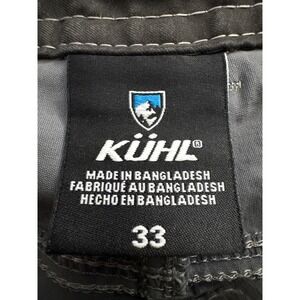 KÜHL®
MADE IN BANGLADESH
FABRIQUÉ AU BANGLADESH
HECHO EN BANGLADESH
33